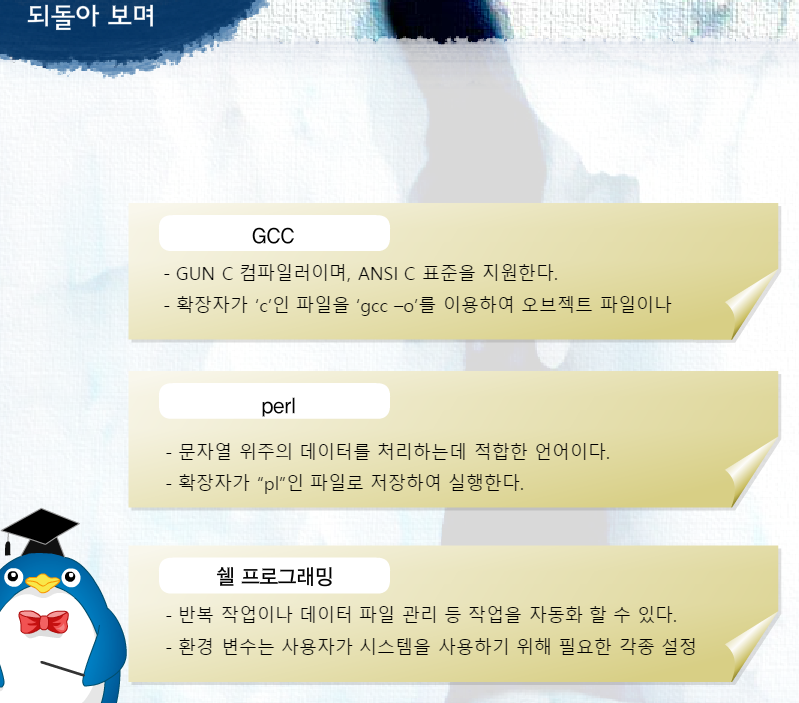 되돌아 보며
GCC
- GUN C 컴파일러이며, ANSI C 표준을 지원한다.
- 확장자가 ‘c’인 파일을 ‘gcc –o’를 이용하여 오브젝트 파일이나
perl
- 문자열 위주의 데이터를 처리하는데 적합한 언어이다.
- 확장자가 “pl”인 파일로 저장하여 실행한다.
쉘 프로그래밍
- 반복 작업이나 데이터 파일 관리 등 작업을 자동화 할 수 있다.
- 환경 변수는 사용자가 시스템을 사용하기 위해 필요한 각종 설정